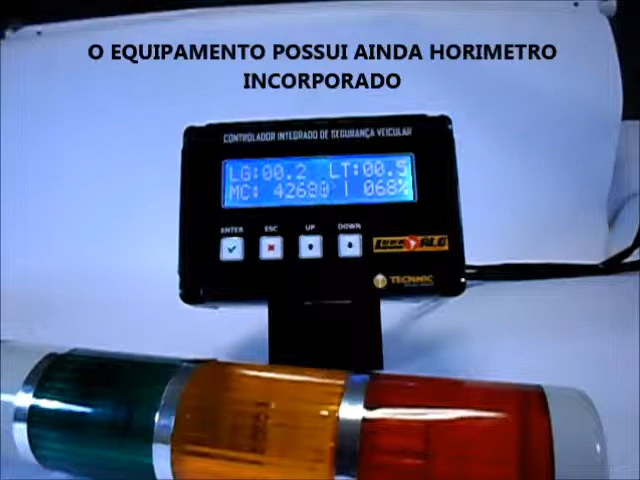 O EQUIPAMENTO POSSUI AINDA HORIMETRO
INCORPORADO
CONTROLADOR INTEGRADO DE SEGURANÇA VEICULAR
LG:00.2 LT:00.5
MC: 42680 | 068%
ENTER ESC UP DOWN
TECNNIC